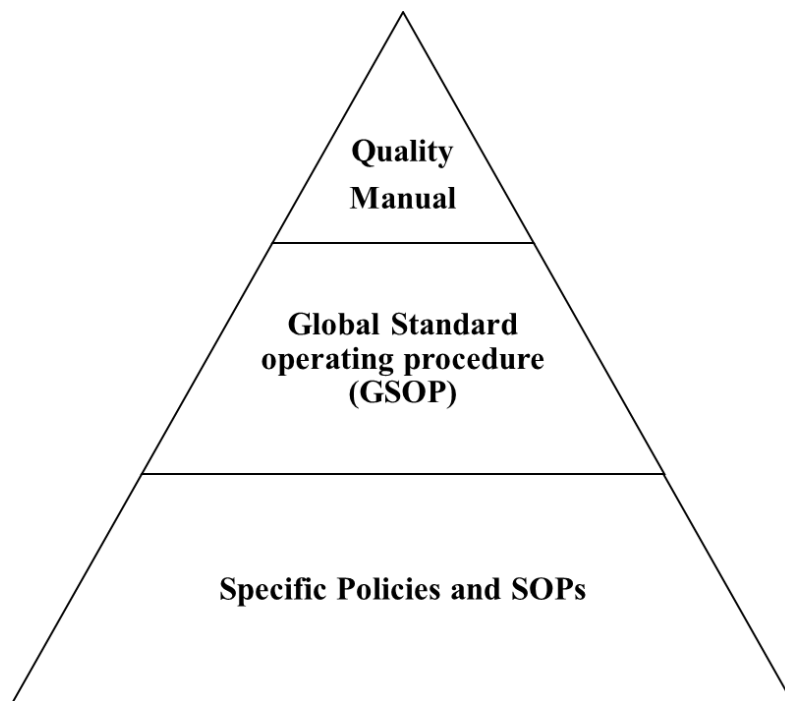 Quality
Manual
Global Standard
operating procedure
(GSOP)
Specific Policies and SOPs